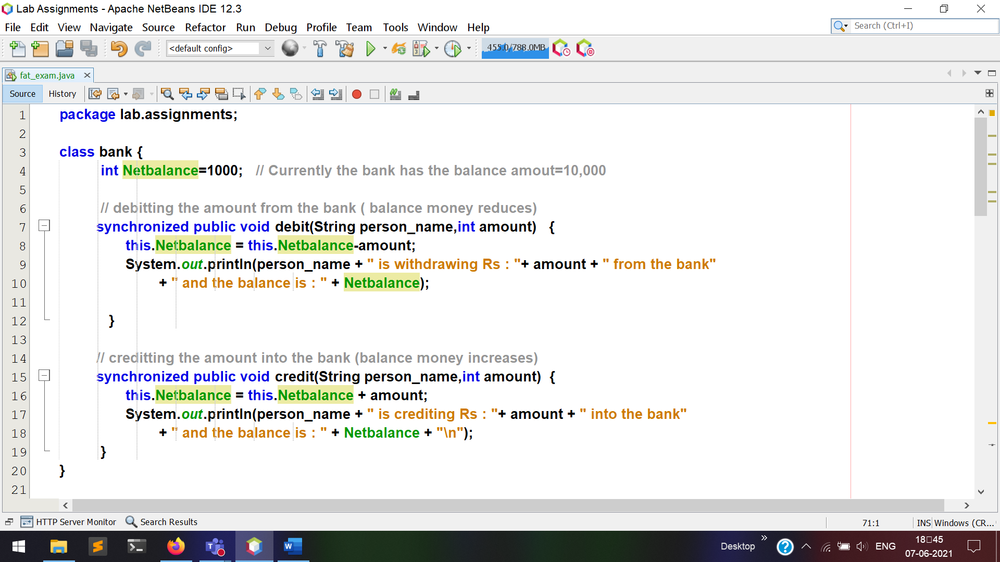 Lab Assignments - Apache NetBeans IDE 12.3
File Edit View Navigate Source Refactor Run Debug Profile Team Tools Window Help
Search (Ctrl+I)
<default config>
455.0/788.0MB
fat_exam.java
Source History
1 package lab.assignments;
2
3 class bank {
4 int Netbalance=1000; // Currently the bank has the balance amout=10,000
5
6 // debitting the amount from the bank ( balance money reduces)
7 synchronized public void debit(String person_name,int amount) {
8 this.Netbalance = this.Netbalance-amount;
9 System.out.println(person_name + " is withdrawing Rs : "+ amount + " from the bank"
10 + " and the balance is : " + Netbalance);
11
12 }
13
14 // creditting the amount into the bank (balance money increases)
15 synchronized public void credit(String person_name,int amount) {
16 this.Netbalance = this.Netbalance + amount;
17 System.out.println(person_name + " is crediting Rs : "+ amount + " into the bank"
18 + " and the balance is : " + Netbalance + "\n");
19 }
20 }
21
HTTP Server Monitor Search Results
71:1 INS Windows (CR...
Desktop
ENG
18□45
07-06-2021